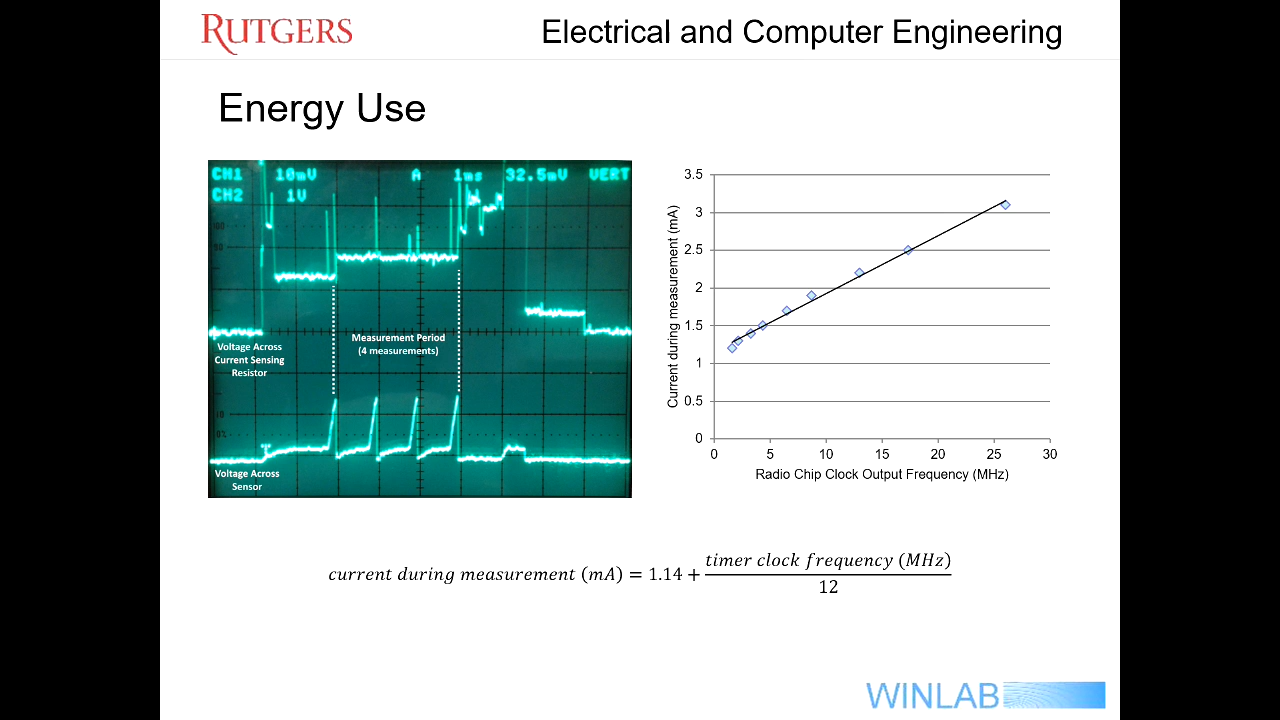 RUTGERS
Electrical and Computer Engineering
Energy Use
CH1 10mV A 1ms 32.5mV VERT
CH2 1V
Voltage Across
Current Sensing
Resistor
Measurement Period
(4 measurements)
Voltage Across
Sensor
3.5
3
2.5
2
1.5
1
0.5
0
Current during measurement (mA)
0 5 10 15 20 25 30
Radio Chip Clock Output Frequency (MHz)
current during measurement (mA) = 1.14 + timer clock frequency (MHz)
12
WINLAB